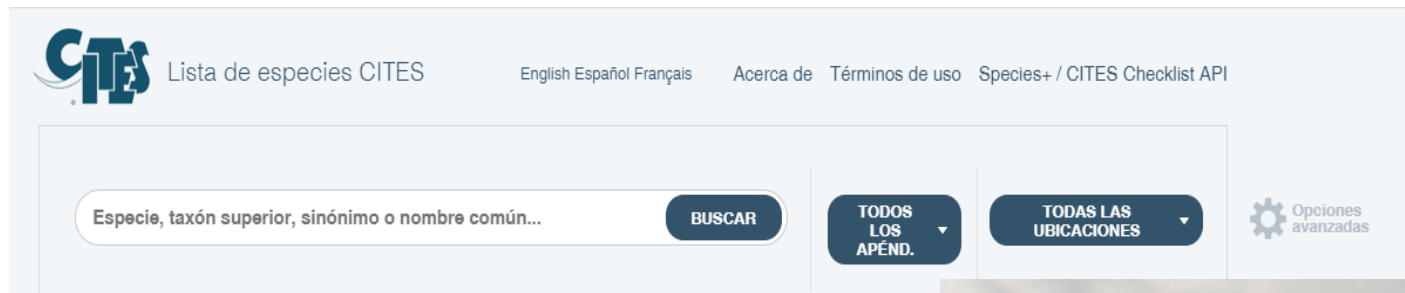 CITES
Lista de especies CITES
English Español Français
Acerca de
Términos de uso
Species+ / CITES Checklist API
Especie, taxón superior, sinónimo o nombre común...
BUSCAR
TODOS
LOS
APÉND.
TODAS LAS
UBICACIONES
Opciones
avanzadas